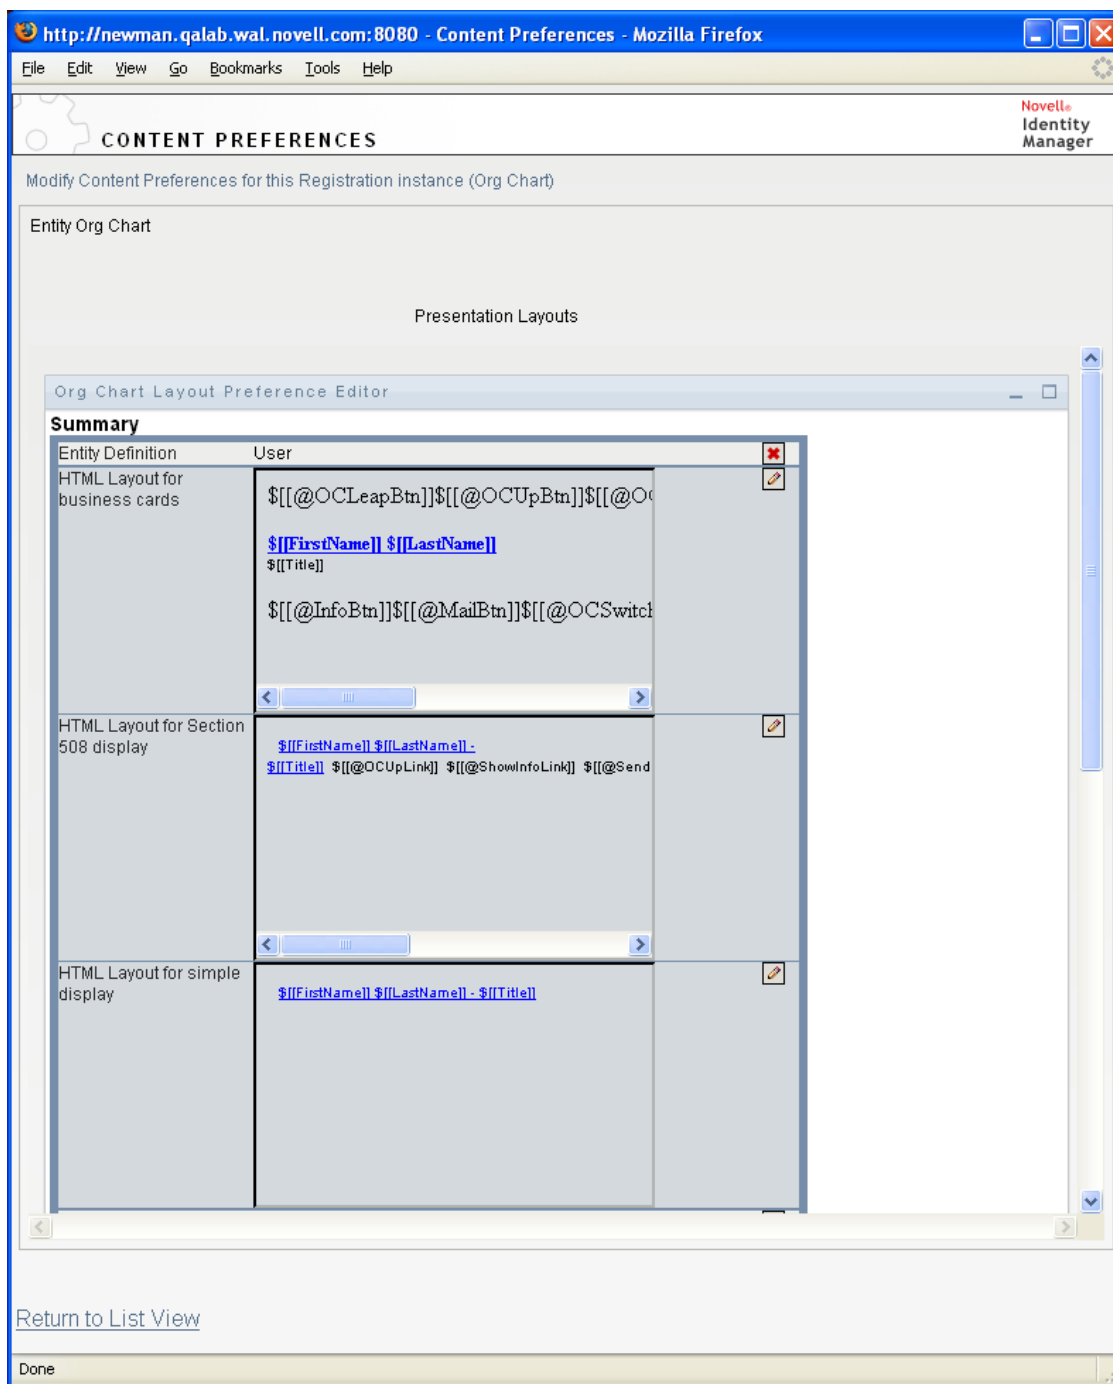 http://newman.qalab.wal.novell.com:8080 - Content Preferences - Mozilla Firefox
File Edit View Go Bookmarks Tools Help
Novell®
Identity
Manager
CONTENT PREFERENCES
Modify Content Preferences for this Registration instance (Org Chart)
Entity Org Chart
Presentation Layouts
Org Chart Layout Preference Editor
Summary
Entity Definition User
HTML Layout for
business cards
$[[@OCLeapBtn]]$[[@OCUpBtn]]$[[@OC
$[[FirstName]] $[[LastName]]
$[[Title]]
$[[@InfoBtn]]$[[@MailBtn]]$[[@OCSwitch
HTML Layout for Section
508 display
$[[FirstName]] $[[LastName]] -
$[[Title]] $[[@OCUpLink]] $[[@ShowInfoLink]] $[[@Send
HTML Layout for simple
display
$[[FirstName]] $[[LastName]] - $[[Title]]
Return to List View
Done